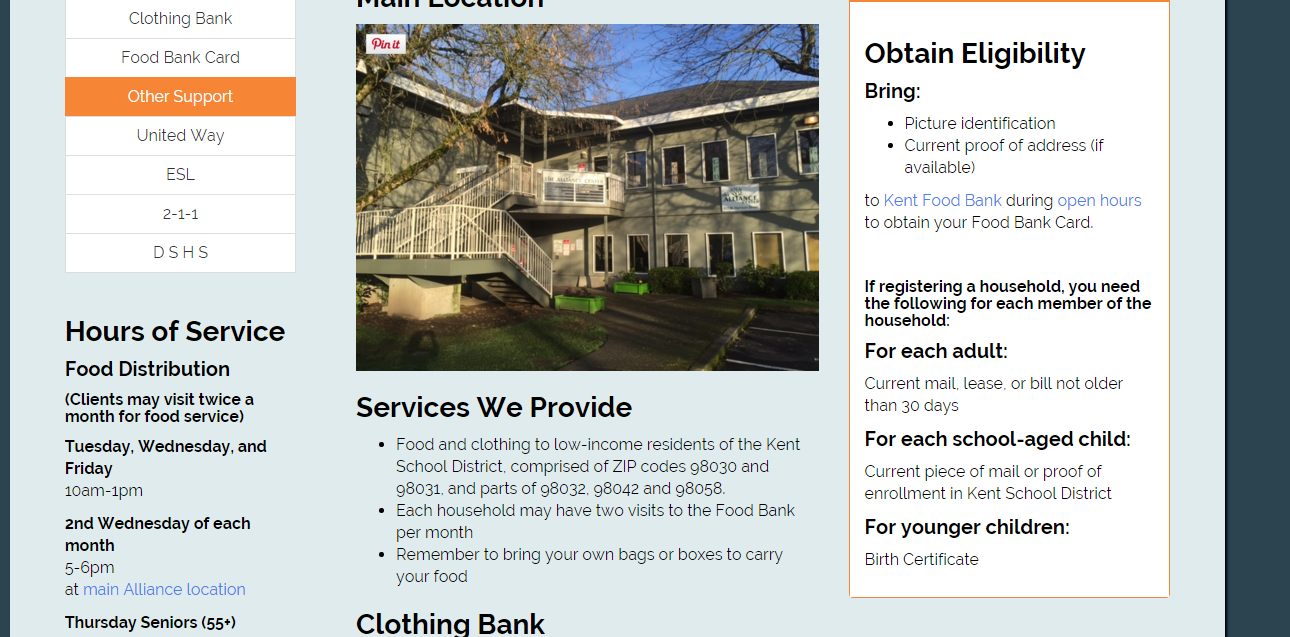 Clothing Bank
Food Bank Card
Other Support
United Way
ESL
2-1-1
D S H S
Hours of Service
Food Distribution
(Clients may visit twice a
month for food service)
Tuesday, Wednesday, and
Friday
10am-1pm
2nd Wednesday of each
month
5-6pm
at main Alliance location
Thursday Seniors (55+)
Main Location
Pin it
THE ALLIANCE CENTER
ALLIANCE
Services We Provide
Food and clothing to low-income residents of the Kent
School District, comprised of ZIP codes 98030 and
98031, and parts of 98032, 98042 and 98058.
Each household may have two visits to the Food Bank
per month
Remember to bring your own bags or boxes to carry
your food
Clothing Bank
Obtain Eligibility
Bring:
Picture identification
Current proof of address (if
available)
to Kent Food Bank during open hours
to obtain your Food Bank Card.
If registering a household, you need
the following for each member of the
household:
For each adult:
Current mail, lease, or bill not older
than 30 days
For each school-aged child:
Current piece of mail or proof of
enrollment in Kent School District
For younger children:
Birth Certificate